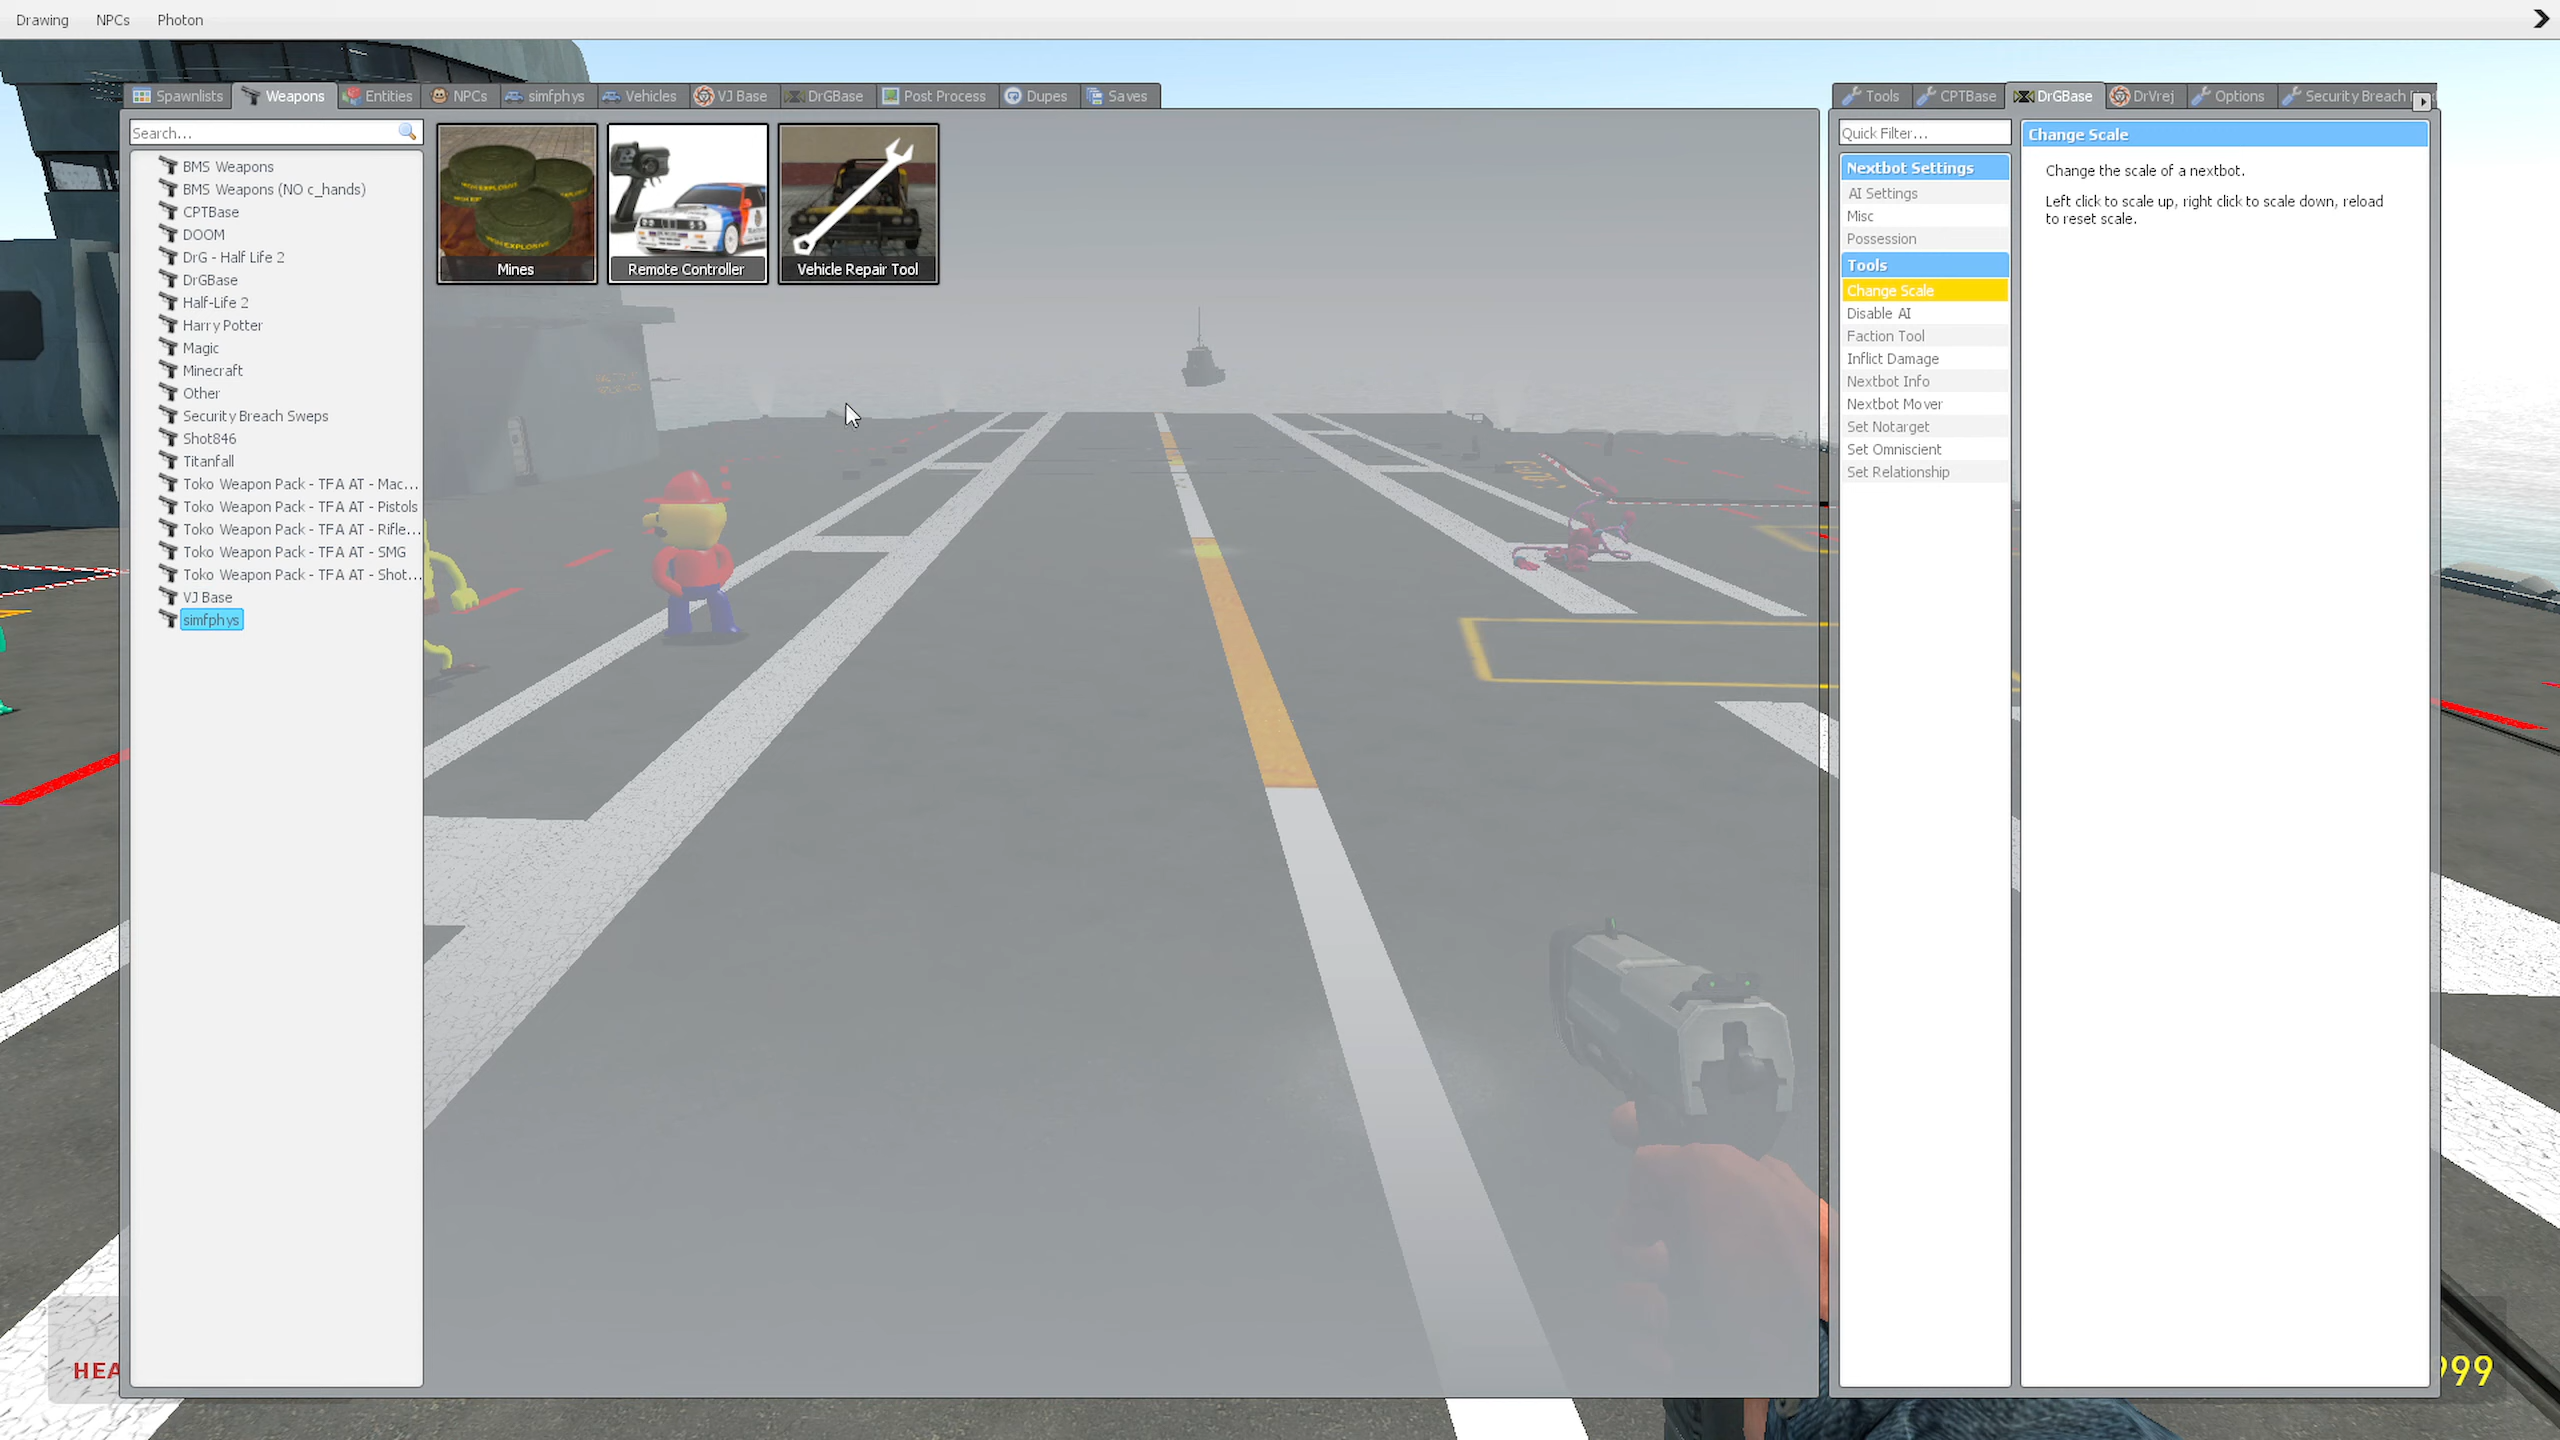 Drawing NPCs Photon
Spawnlists Weapons Entities NPCs simfphys Vehicles VJ Base DrGBase Post Process Dupes Saves
Search...
BMS Weapons
BMS Weapons (NO c_hands)
CPTBase
DOOM
DrG - Half Life 2
DrGBase
Half-Life 2
Harry Potter
Magic
Minecraft
Other
Security Breach Sweps
Shot846
Titanfall
Toko Weapon Pack - TFA AT - Mac...
Toko Weapon Pack - TFA AT - Pistols
Toko Weapon Pack - TFA AT - Rifle...
Toko Weapon Pack - TFA AT - SMG
Toko Weapon Pack - TFA AT - Shot...
VJ Base
simfphys
HIGH EXPLOSIVE
Mines
Remote Controller
Vehicle Repair Tool
Tools CPTBase DrGBase DrVrej Options Security Breach
Quick Filter...
Nextbot Settings
AI Settings
Misc
Possession
Tools
Change Scale
Disable AI
Faction Tool
Inflict Damage
Nextbot Info
Nextbot Mover
Set Notarget
Set Omniscient
Set Relationship
Change Scale
Change the scale of a nextbot.
Left click to scale up, right click to scale down, reload
to reset scale.
HEA
999